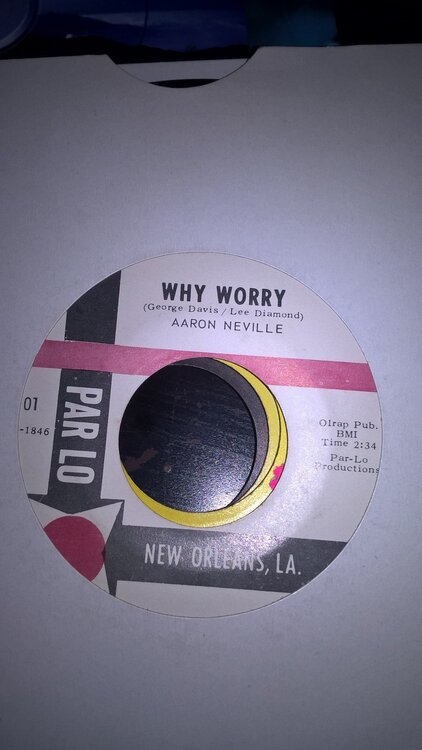 WHY WORRY
(George Davis / Lee Diamond)
AARON NEVILLE
PAR LO
01
-1846
Olrap Pub.
BMI
Time 2:34
Par-Lo
Productions
NEW ORLEANS, LA.